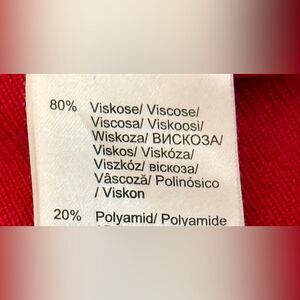 80% Viskose/ Viscose/
Viscosa/ Viskoosi/
Wiskoza/ ВИСКОЗА/
Viskos/ Viskóza/
Viszkóz/ віскоза/
Vâscoză/ Polinósico
/ Viskon
20% Polyamid/ Polyamide